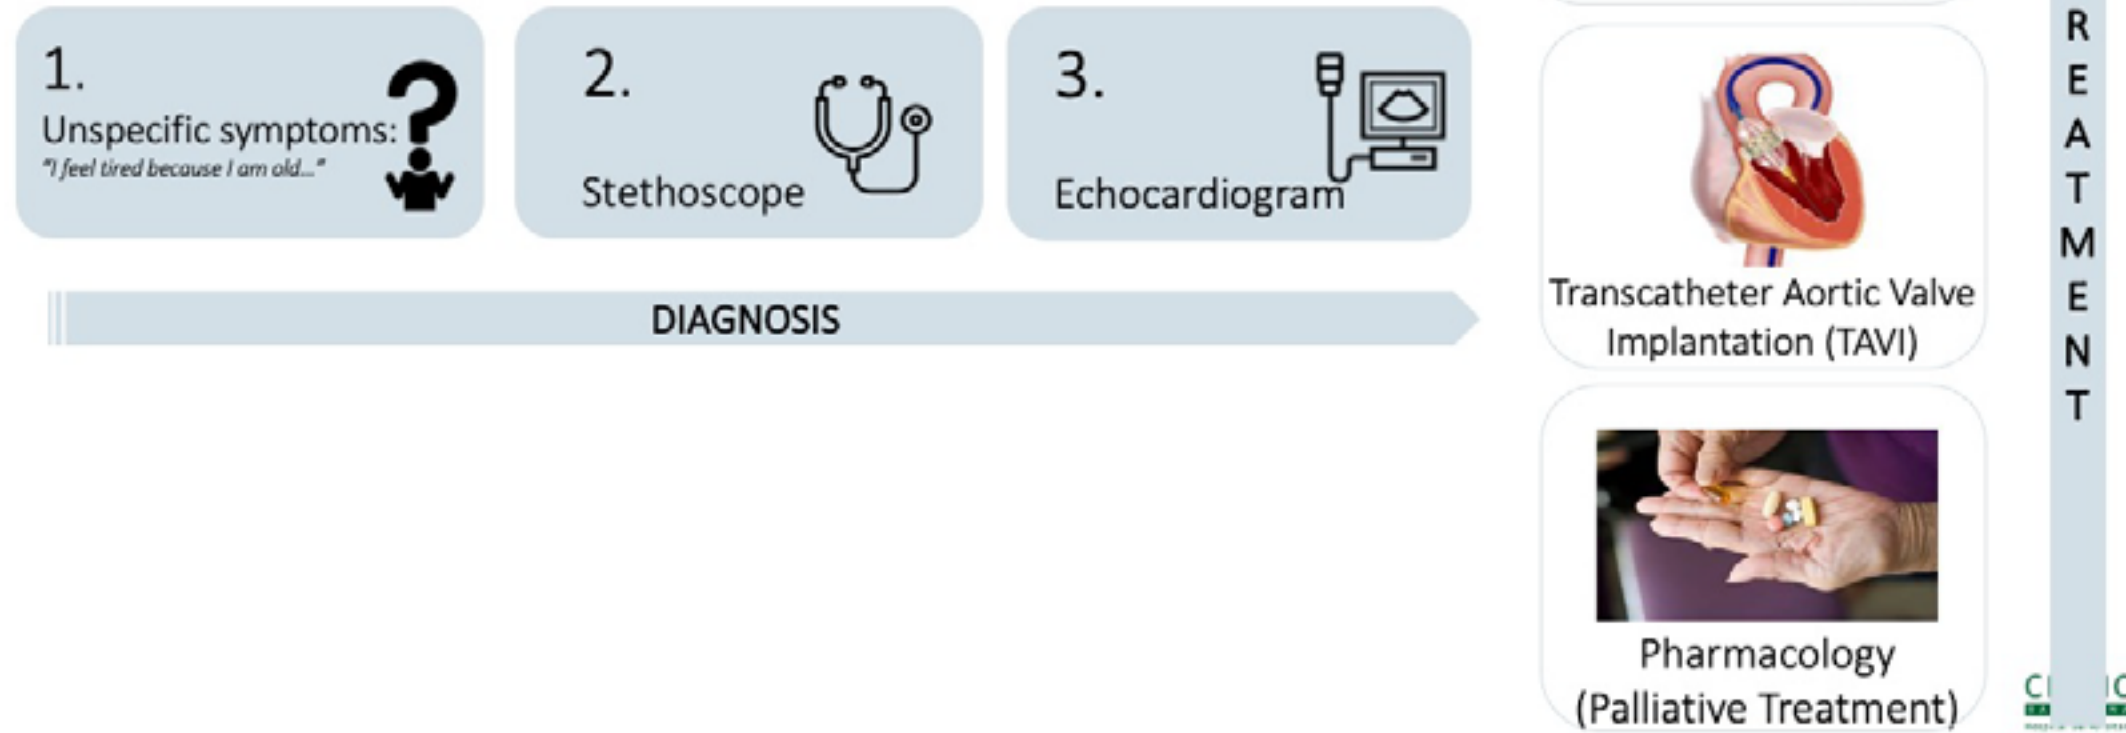 1.
Unspecific symptoms:
"I feel tired because I am old..."
2.
Stethoscope
3.
Echocardiogram
DIAGNOSIS
Transcatheter Aortic Valve
Implantation (TAVI)
Pharmacology
(Palliative Treatment)
R
E
A
T
M
E
N
T